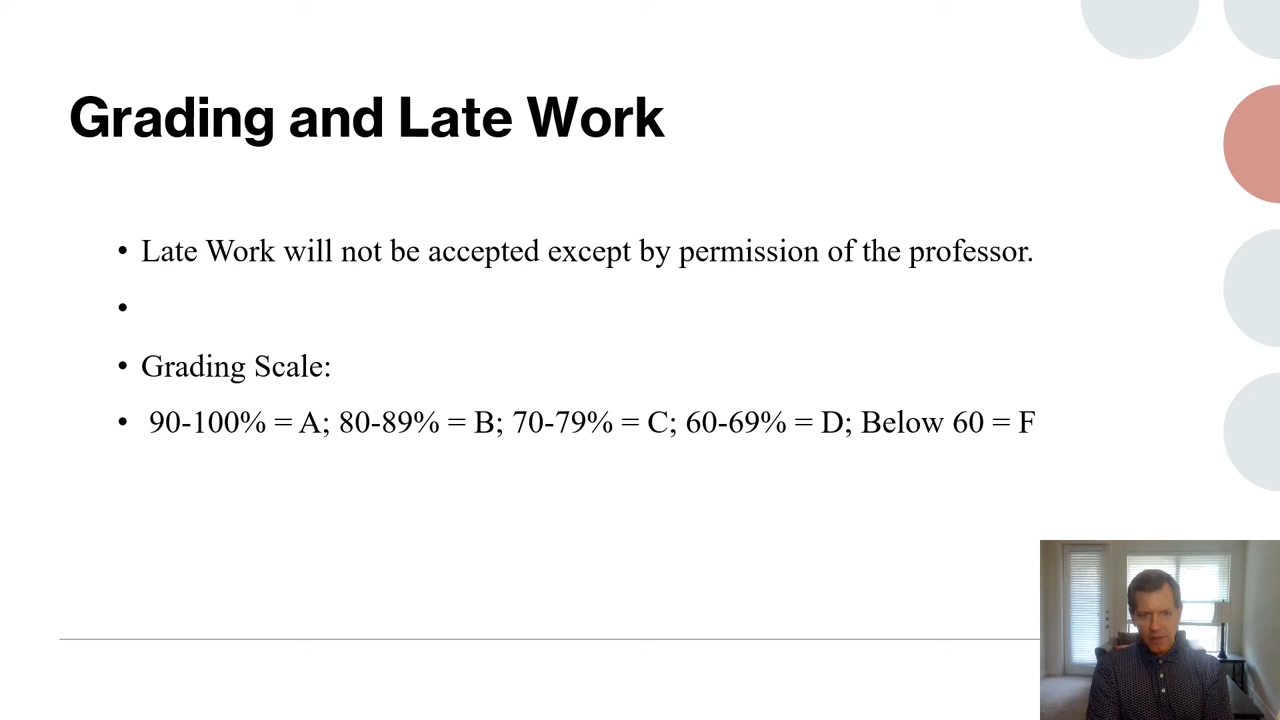 Grading and Late Work
• Late Work will not be accepted except by permission of the professor.
•
• Grading Scale:
• 90-100% = A; 80-89% = B; 70-79% = C; 60-69% = D; Below 60 = F